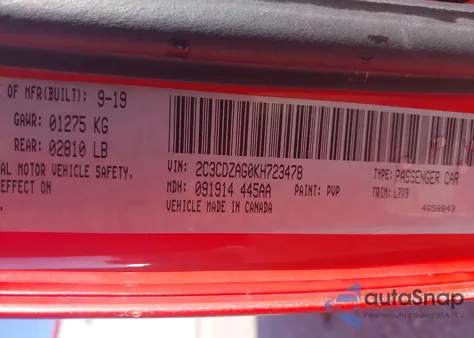 E OF MFR(BUILT): 9-19
GAWR: 01275 KG
REAR: 02810 LB
AL MOTOR VEHICLE SAFETY,
EFFECT ON
VIN: 2C3CDZAG0KH723478
TYPE: PASSENGER CAR
MDH: 091914 445AA
PAINT: PVP
TRIM: L7X9
VEHICLE MADE IN CANADA
4658843
autoSnap